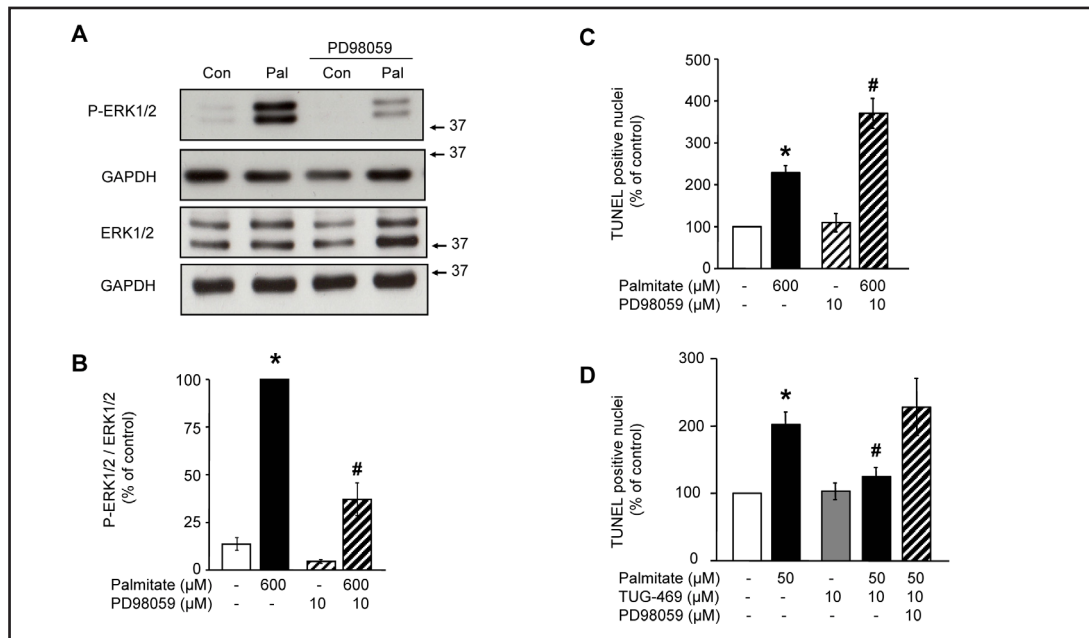 A
PD98059
Con Pal Con Pal
P-ERK1/2
← 37
← 37
GAPDH
ERK1/2
← 37
← 37
GAPDH
B
P-ERK1/2 / ERK1/2
(% of control)
100
75
50
25
0
*
#
Palmitate (µM) - 600 - 600
PD98059 (µM) - - 10 10
C
TUNEL positive nuclei
(% of control)
500
400
300
200
100
0
*
#
Palmitate (µM) - 600 - 600
PD98059 (µM) - - 10 10
D
TUNEL positive nuclei
(% of control)
300
200
100
0
*
#
Palmitate (µM) - 50 - 50 50
TUG-469 (µM) - - 10 10 10
PD98059 (µM) - - - - 10